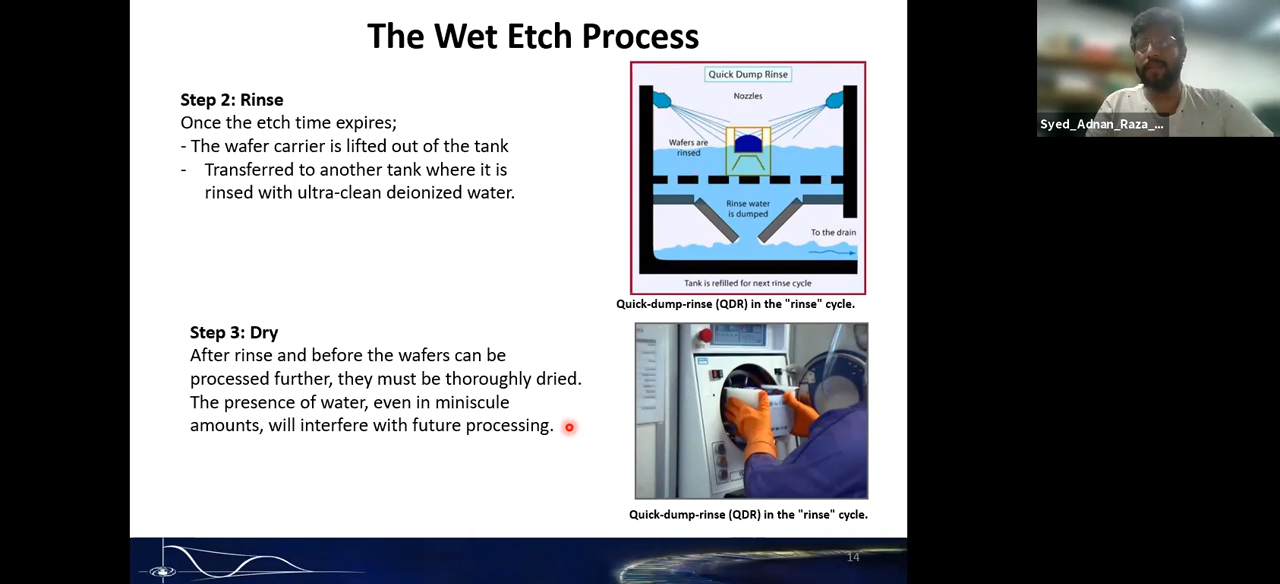 The Wet Etch Process
Step 2: Rinse
Once the etch time expires;
- The wafer carrier is lifted out of the tank
- Transferred to another tank where it is
rinsed with ultra-clean deionized water.
Quick Dump Rinse
Nozzles
Wafers are
rinsed
Rinse water
is dumped
To the drain
Tank is refilled for next rinse cycle
Quick-dump-rinse (QDR) in the "rinse" cycle.
Step 3: Dry
After rinse and before the wafers can be
processed further, they must be thoroughly dried.
The presence of water, even in miniscule
amounts, will interfere with future processing.
Quick-dump-rinse (QDR) in the "rinse" cycle.
14
Syed_Adnan_Raza_...